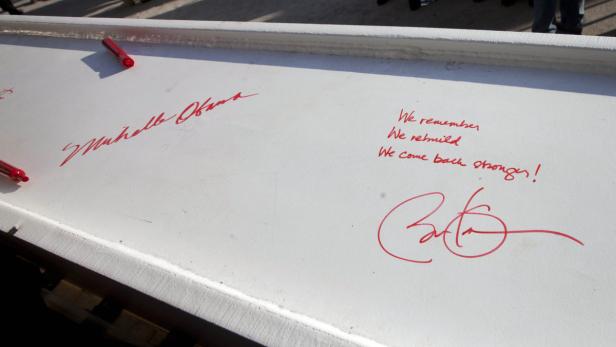 Michelle Obama
We remember
We rebuild
We come back stronger!